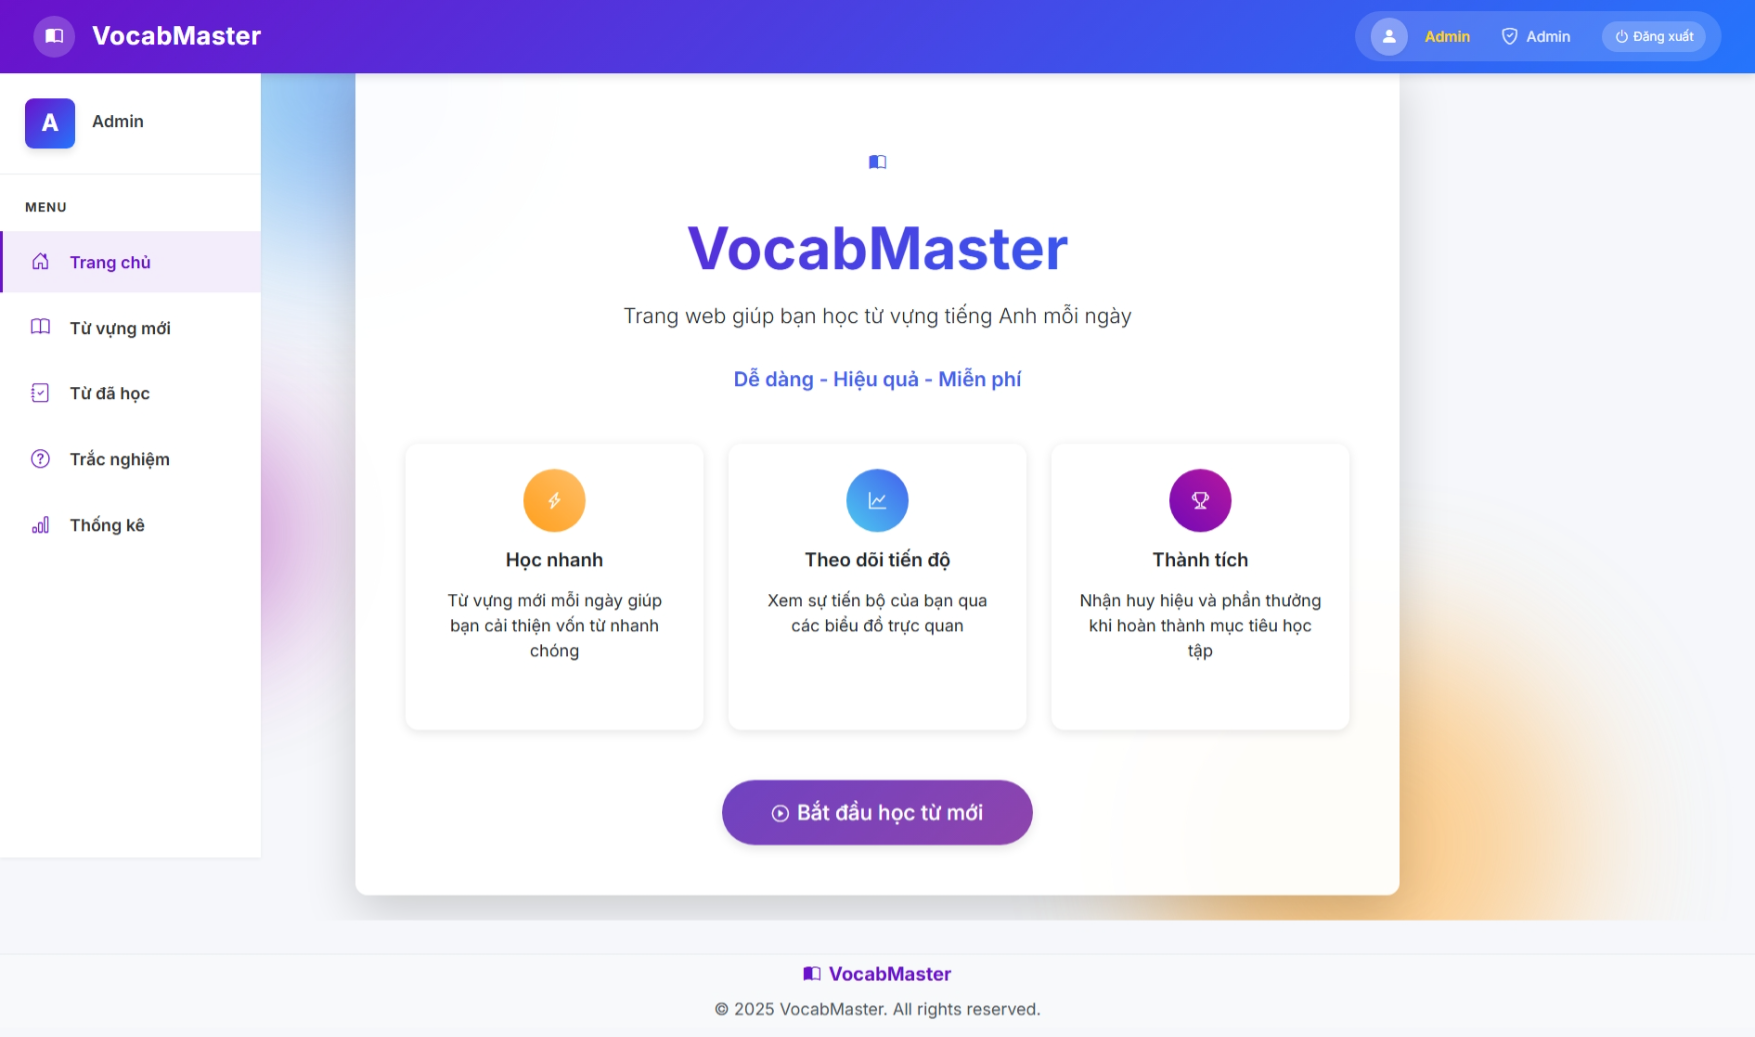 VocabMaster
Admin
Admin
Đăng xuất
A
Admin
MENU
Trang chủ
Từ vựng mới
Từ đã học
Trắc nghiệm
Thống kê
VocabMaster
Trang web giúp bạn học từ vựng tiếng Anh mỗi ngày
Dễ dàng - Hiệu quả - Miễn phí
Học nhanh
Từ vựng mới mỗi ngày giúp
bạn cải thiện vốn từ nhanh
chóng
Theo dõi tiến độ
Xem sự tiến bộ của bạn qua
các biểu đồ trực quan
Thành tích
Nhận huy hiệu và phần thưởng
khi hoàn thành mục tiêu học
tập
Bắt đầu học từ mới
VocabMaster
© 2025 VocabMaster. All rights reserved.